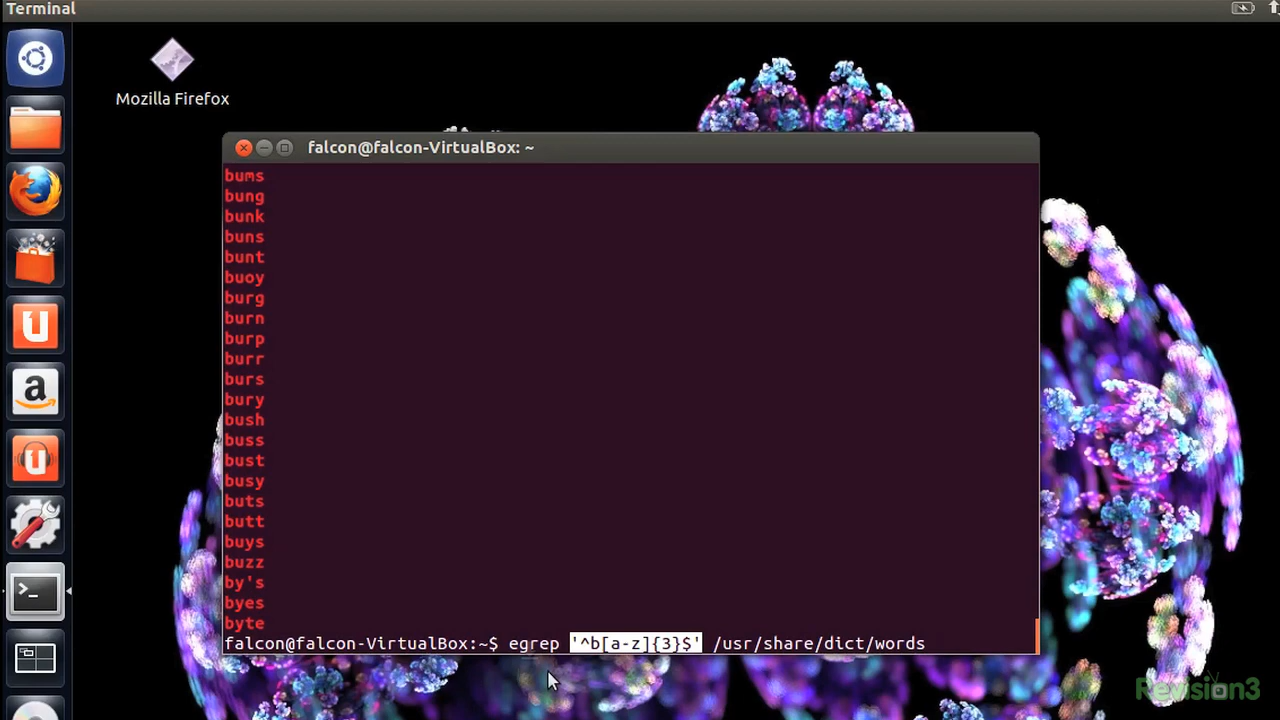 Terminal
Mozilla Firefox
falcon@falcon-VirtualBox: ~
bums
bung
bunk
buns
bunt
buoy
burg
burn
burp
burr
burs
bury
bush
buss
bust
busy
buts
butt
buys
buzz
by's
byes
byte
falcon@falcon-VirtualBox:~$ egrep '^b[a-z]{3}$' /usr/share/dict/words
Revision3